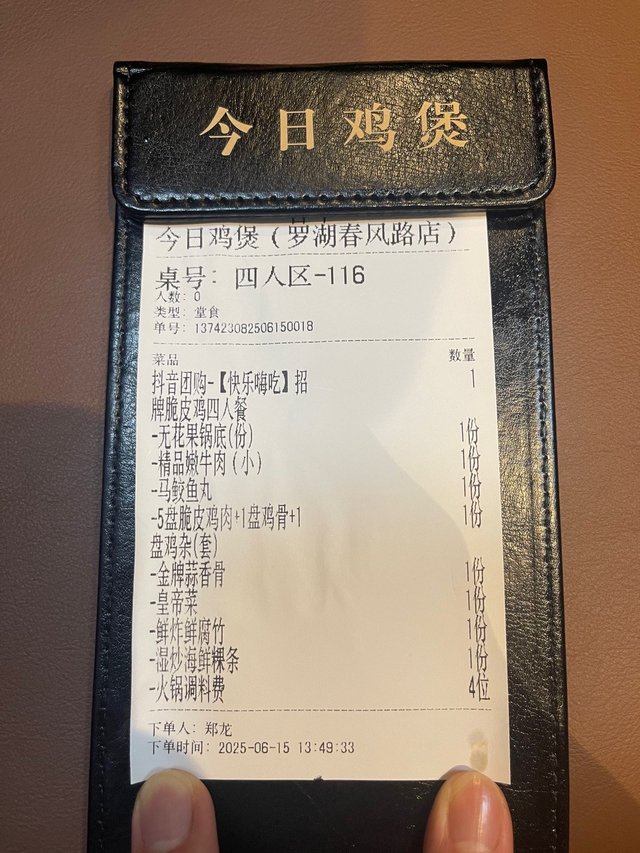 今日鸡煲
今日鸡煲（罗湖春风路店）
桌号: 四人区-116
人数: 0
类型: 堂食
单号: 137423082506150018
菜品 数量
抖音团购-【快乐嗨吃】招 1
牌脆皮鸡四人餐
-无花果锅底(份) 1份
-精品嫩牛肉（小） 1份
-马鲛鱼丸 1份
-5盘脆皮鸡肉+1盘鸡骨+1 1份
盘鸡杂(套)
-金牌蒜香骨 1份
-皇帝菜 1份
-鲜炸鲜腐竹 1份
-湿炒海鲜粿条 1份
-火锅调料费 4位
下单人: 郑龙
下单时间: 2025-06-15 13:49:33